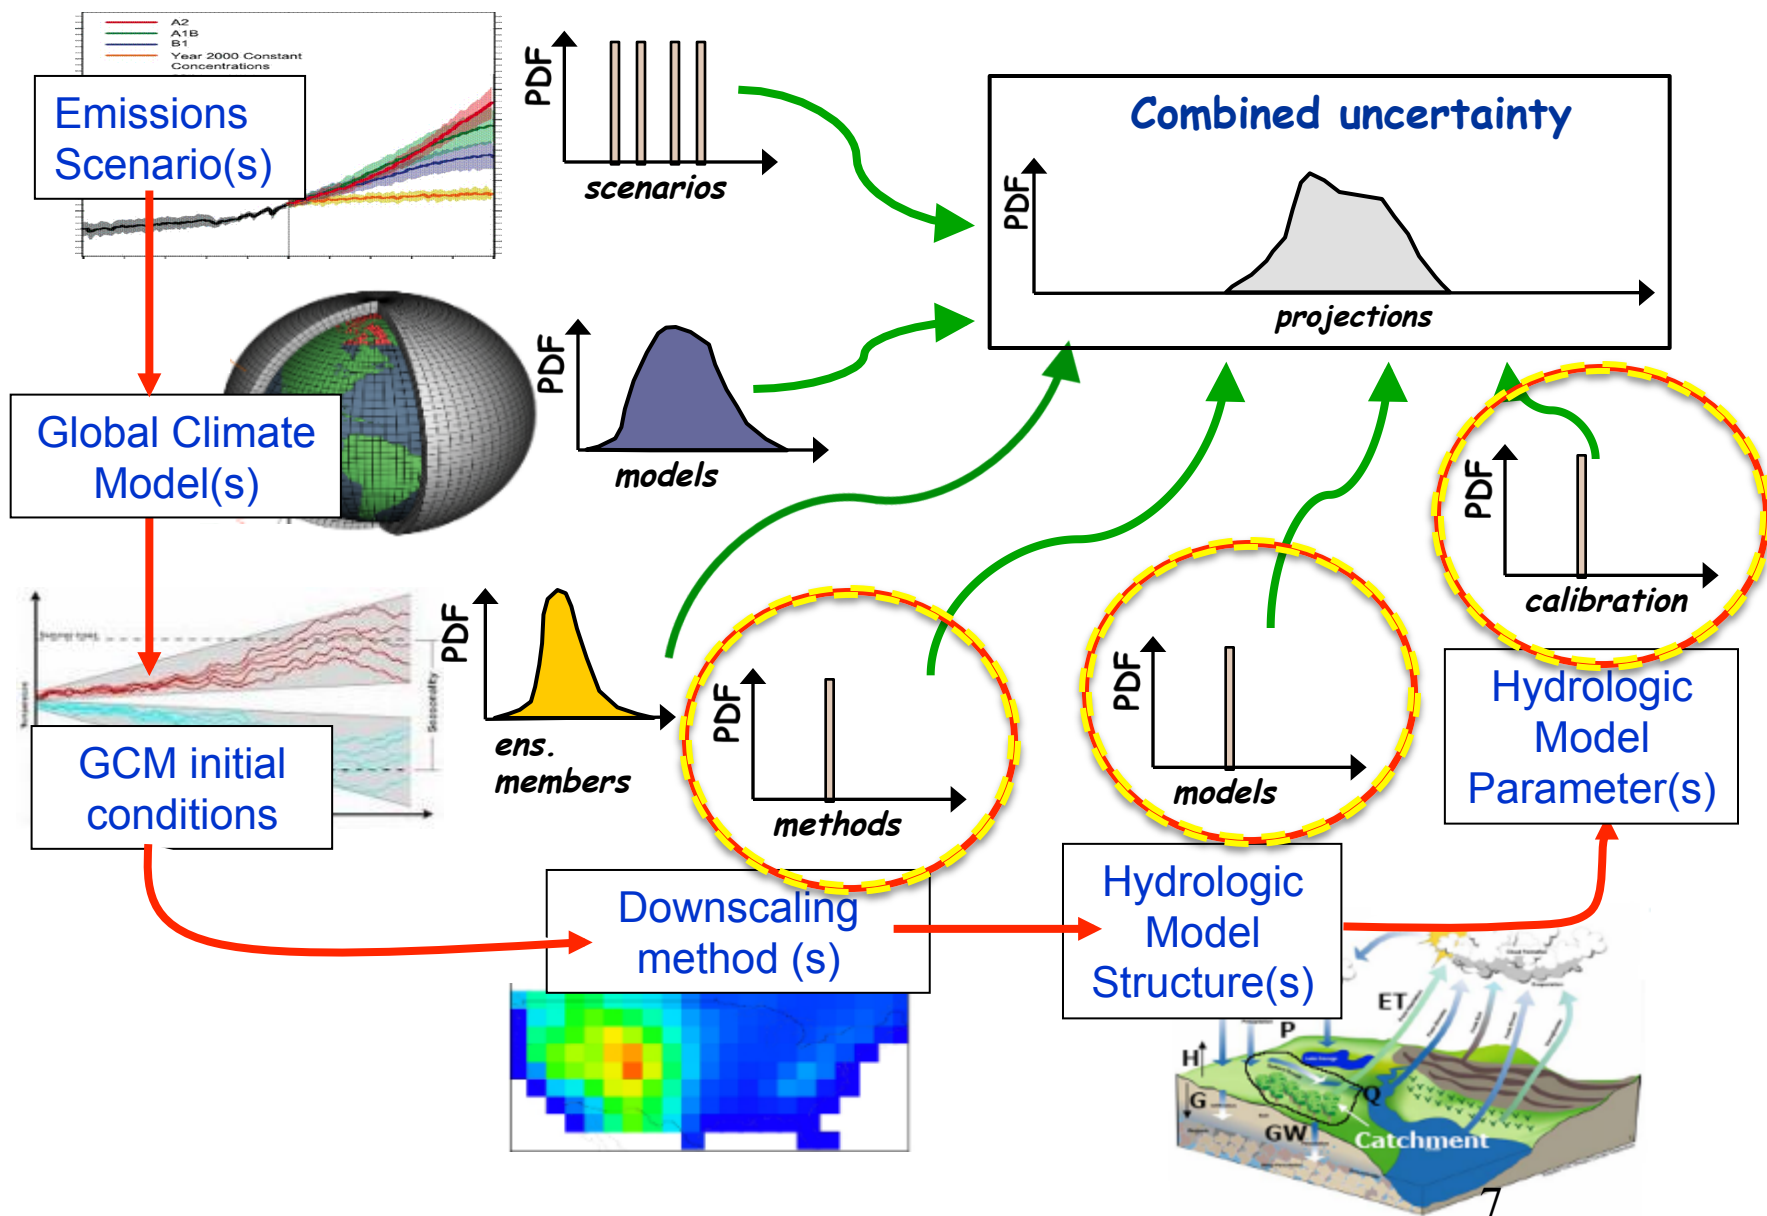 A2
A1B
B1
Year 2000 Constant
Concentrations
Emissions
Scenario(s)
PDF
scenarios
Combined uncertainty
PDF
projections
Global Climate
Model(s)
PDF
models
PDF
calibration
GCM initial
conditions
PDF
ens.
members
PDF
methods
PDF
models
Hydrologic
Model
Parameter(s)
Downscaling
method (s)
Hydrologic
Model
Structure(s)
ET
P
H
G
Q
GW
Catchment
7